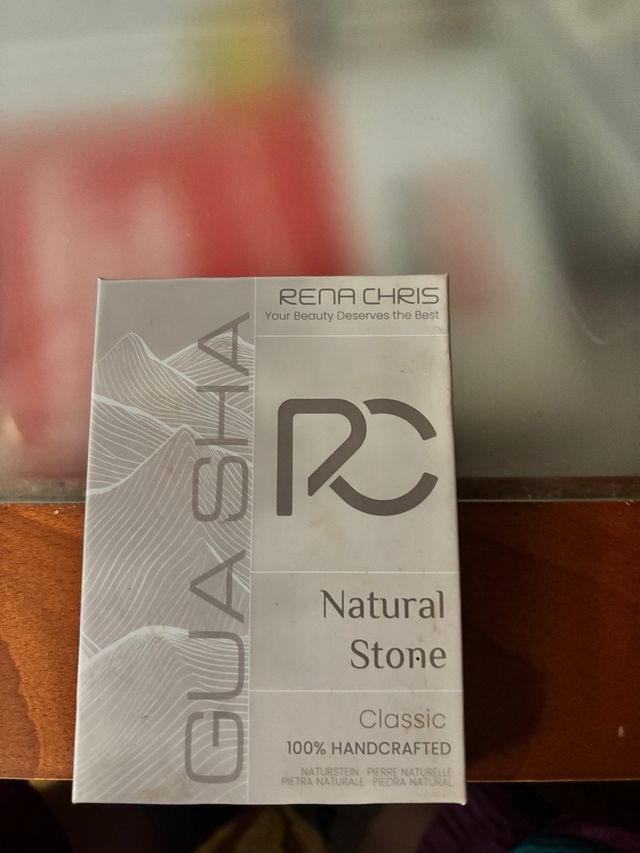 RENA CHRIS
Your Beauty Deserves the Best
GUA SHA
RC
Natural
Stone
Classic
100% HANDCRAFTED
NATURSTEIN · PIERRE NATURELLE
PIETRA NATURALE · PIEDRA NATURAL